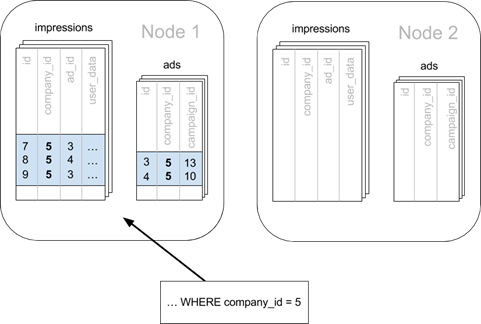 Node 1
impressions
id company_id ad_id user_data
7 5 3 ...
8 5 4 ...
9 5 3 ...
ads
id company_id campaign_id
3 5 13
4 5 10
Node 2
impressions
id company_id ad_id user_data
ads
id company_id campaign_id
... WHERE company_id = 5